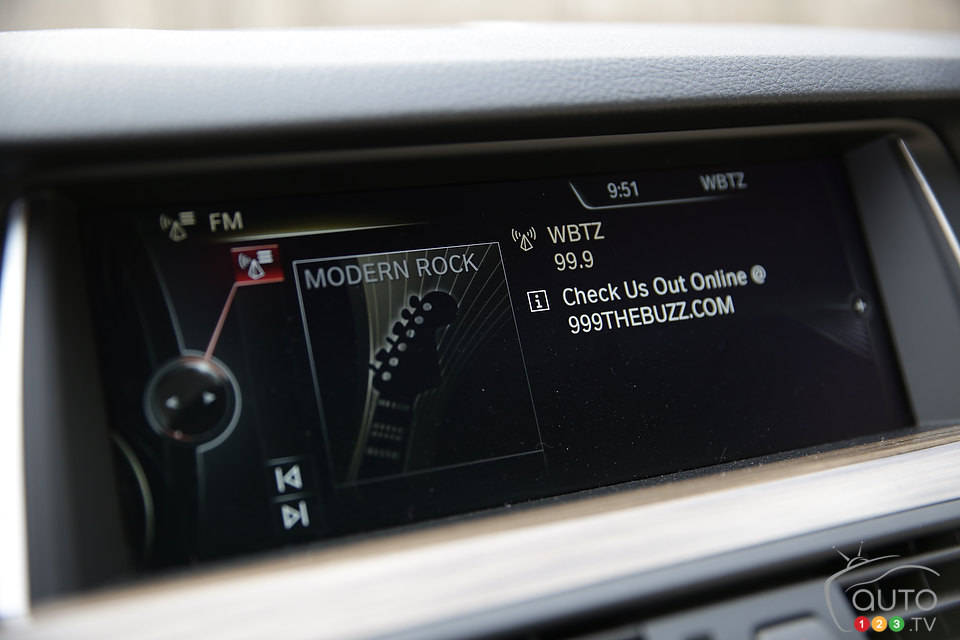 9:51 WBTZ
FM
MODERN ROCK
WBTZ
99.9
i Check Us Out Online @
999THEBUZZ.COM
AUTO
123.TV